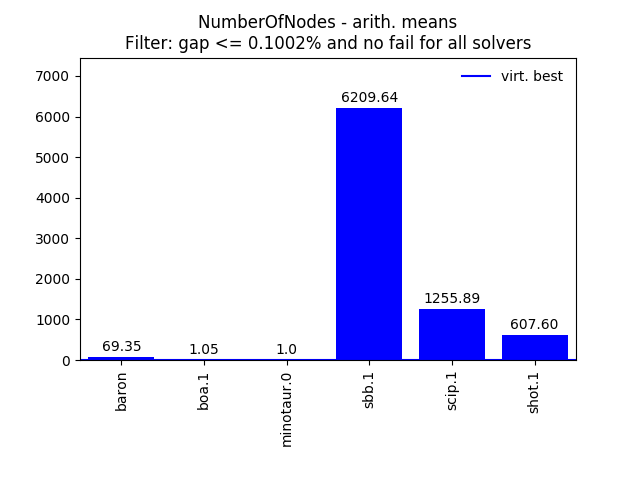 NumberOfNodes - arith. means
Filter: gap <= 0.1002% and no fail for all solvers
virt. best
7000
6000
5000
4000
3000
2000
1000
0
69.35
1.05
1.0
6209.64
1255.89
607.60
baron
boa.1
minotaur.0
sbb.1
scip.1
shot.1